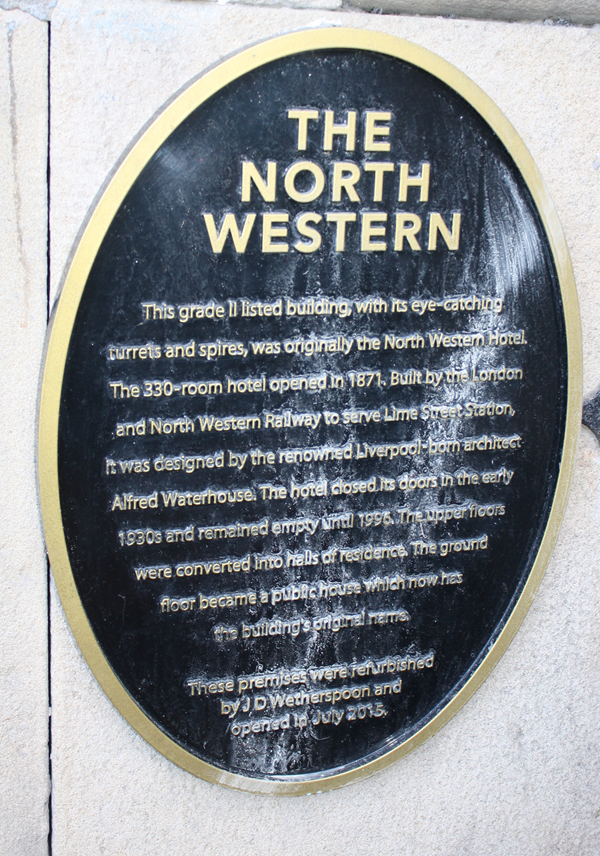 THE
NORTH
WESTERN
This grade II listed building, with its eye-catching
turrets and spires, was originally the North Western Hotel.
The 330-room hotel opened in 1871. Built by the London
and North Western Railway to serve Lime Street Station,
it was designed by the renowned Liverpool-born architect
Alfred Waterhouse. The hotel closed its doors in the early
1930s and remained empty until 1996. The upper floors
were converted into halls of residence. The ground
floor became a public house which now has
the building's original name.
These premises were refurbished
by J D Wetherspoon and
opened in July 2015.